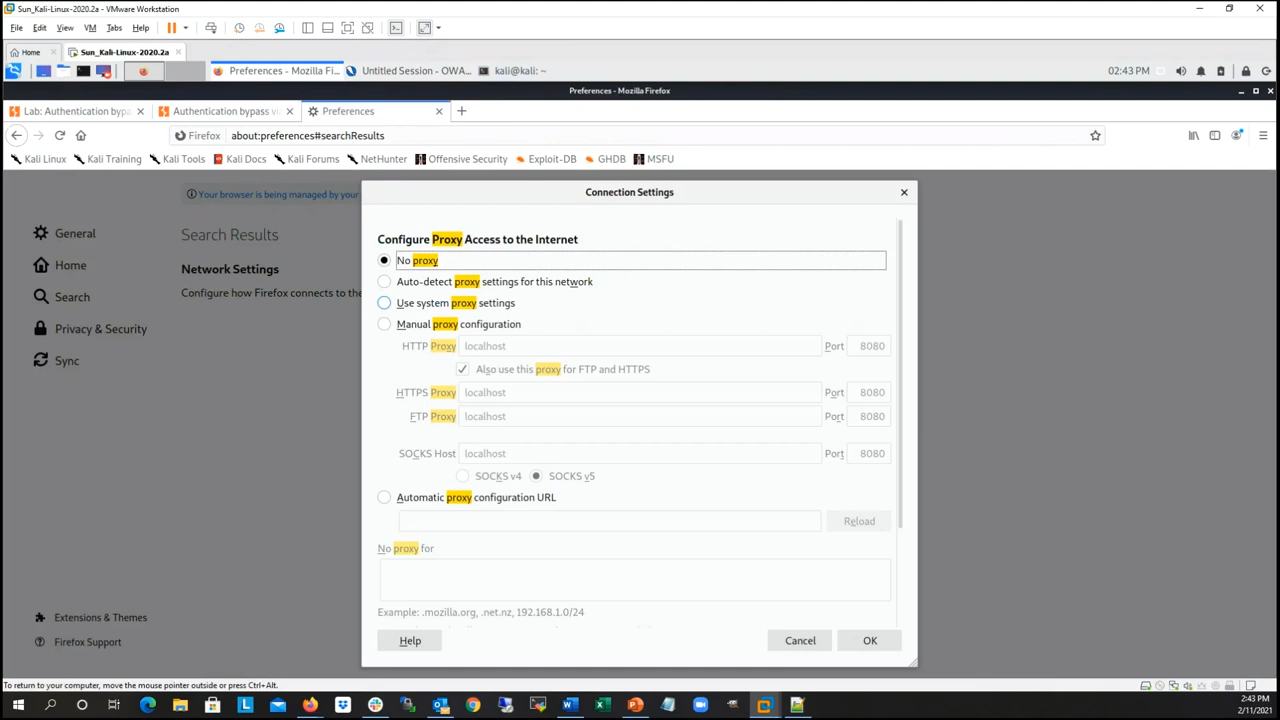 Sun_Kali-Linux-2020.2a - VMware Workstation
File Edit View VM Tabs Help
Home Sun_Kali-Linux-2020.2a
Preferences - Mozilla Fi... Untitled Session - OWA... kali@kali: ~ 02:43 PM
Preferences - Mozilla Firefox
Lab: Authentication bypa Authentication bypass vi Preferences
Firefox about:preferences#searchResults
Kali Linux Kali Training Kali Tools Kali Docs Kali Forums NetHunter Offensive Security Exploit-DB GHDB MSFU
Your browser is being managed by your
Connection Settings
General
Home
Search
Privacy & Security
Sync
Extensions & Themes
Firefox Support
Search Results
Network Settings
Configure how Firefox connects to the
Configure Proxy Access to the Internet
No proxy
Auto-detect proxy settings for this network
Use system proxy settings
Manual proxy configuration
HTTP Proxy localhost Port 8080
Also use this proxy for FTP and HTTPS
HTTPS Proxy localhost Port 8080
FTP Proxy localhost Port 8080
SOCKS Host localhost Port 8080
SOCKS v4 SOCKS v5
Automatic proxy configuration URL
Reload
No proxy for
Example: .mozilla.org, .net.nz, 192.168.1.0/24
Help Cancel OK
To return to your computer, move the mouse pointer outside or press Ctrl+Alt.
2:43 PM
2/11/2021